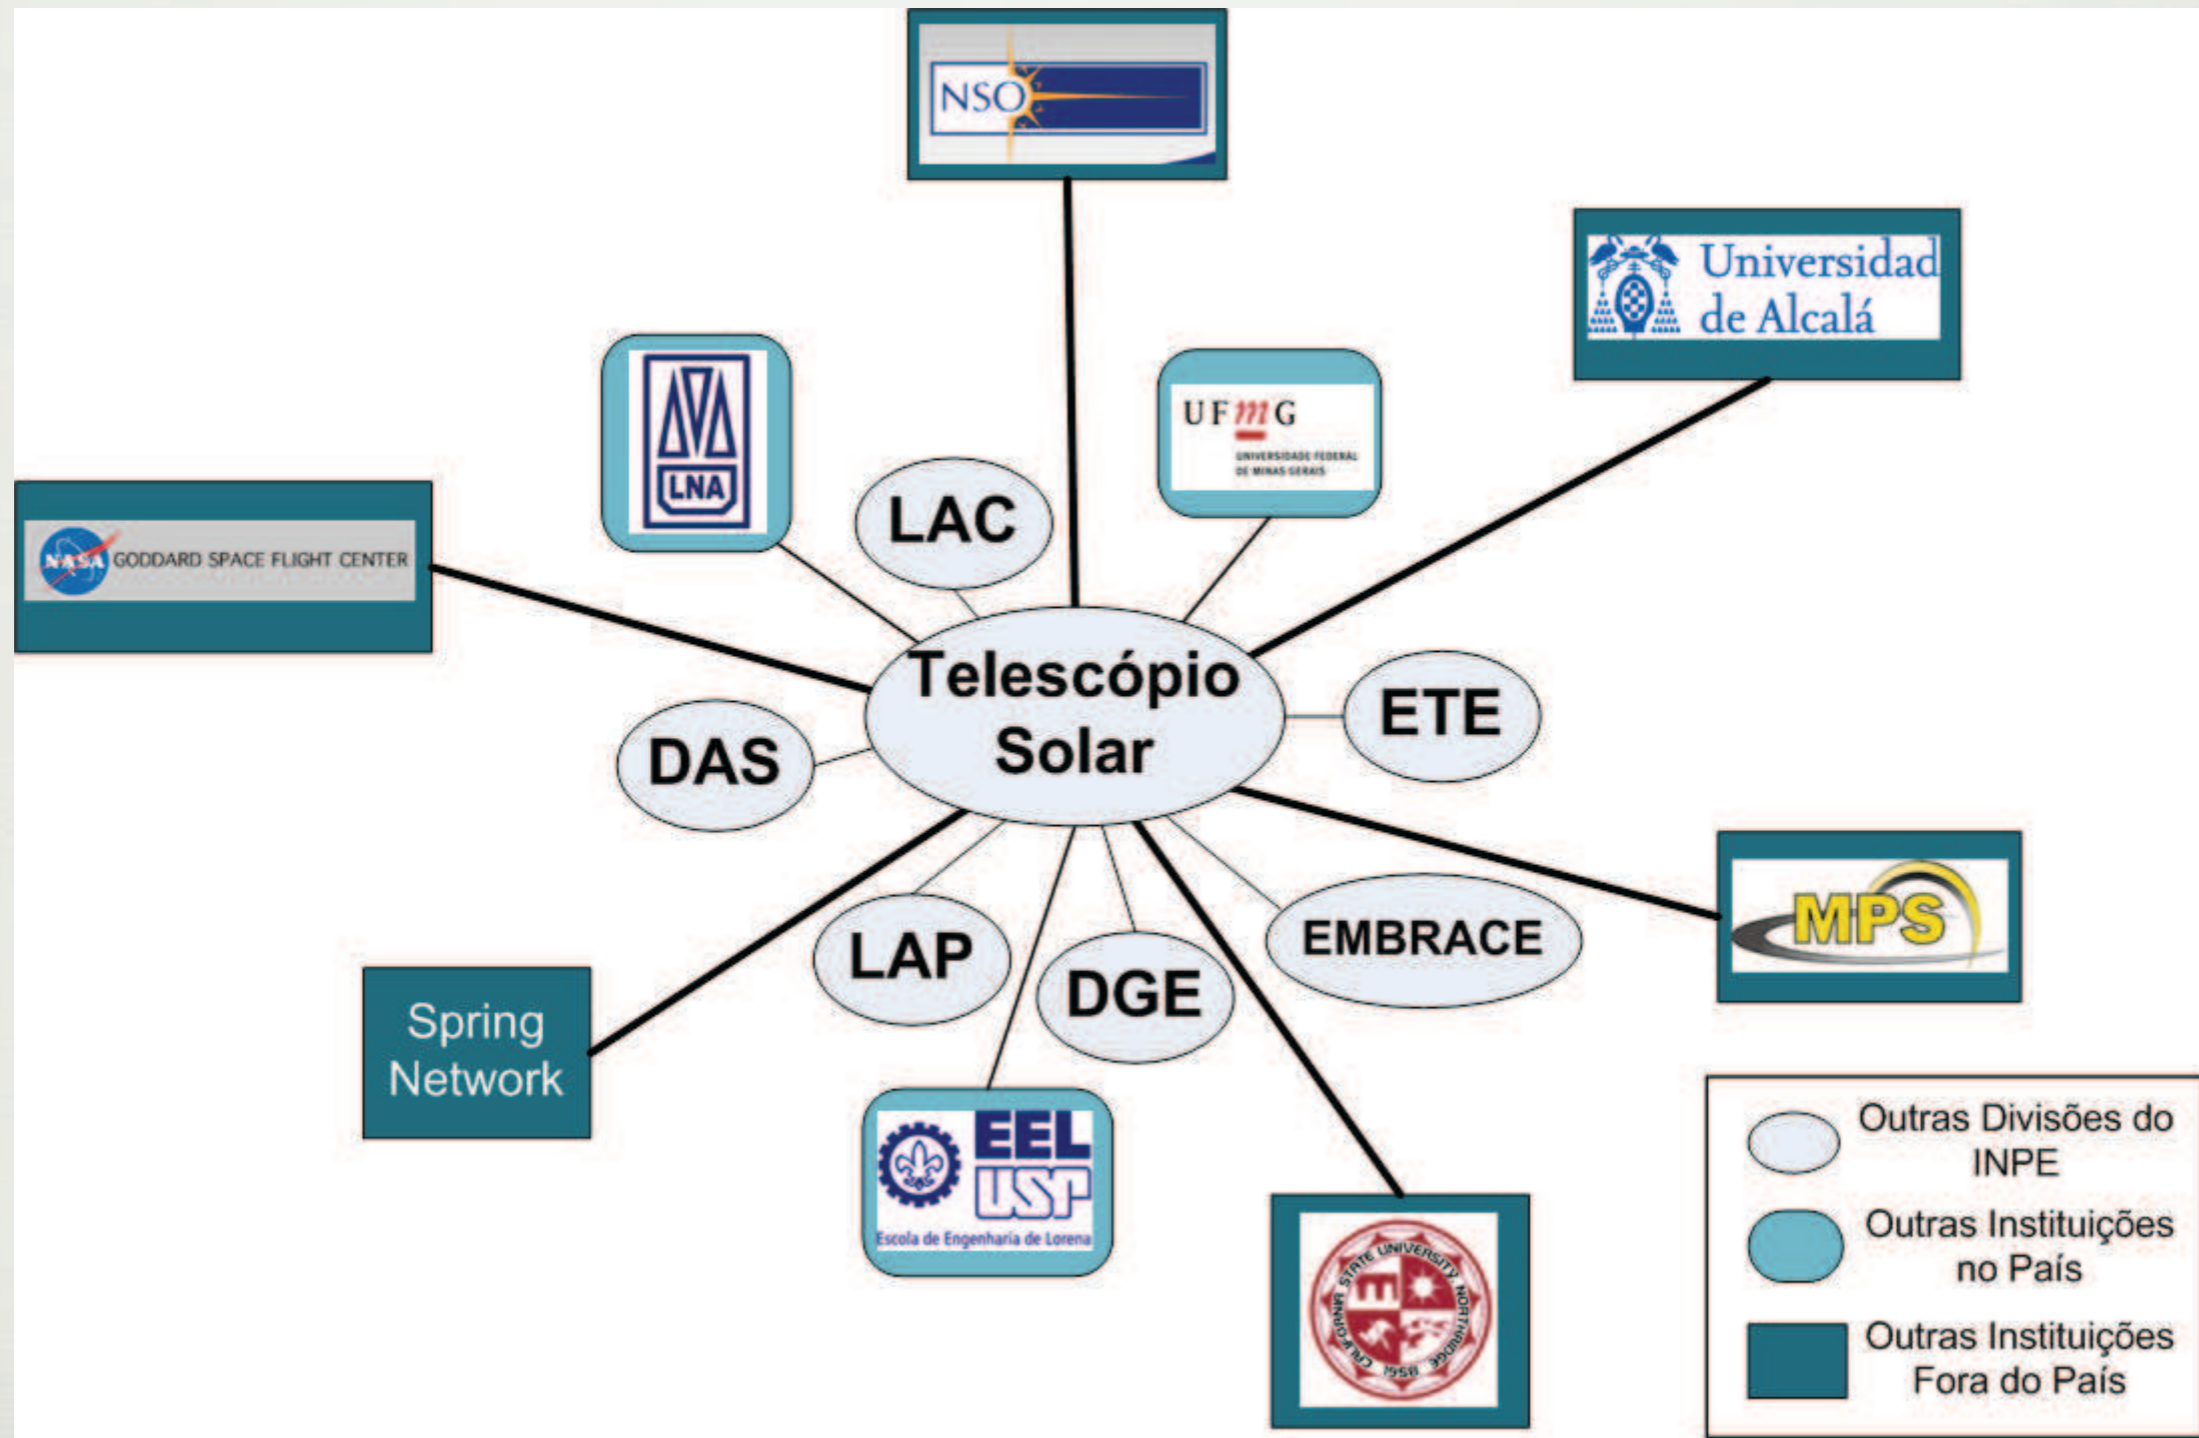 NSO
Universidad
de Alcalá
LNA
UFmG
UNIVERSIDADE FEDERAL
DE MINAS GERAIS
LAC
NASA
GODDARD SPACE FLIGHT CENTER
Telescópio
Solar
ETE
DAS
MPS
LAP
DGE
EMBRACE
Spring
Network
EEL
USP
Escola de Engenharia de Lorena
CALIFORNIA STATE UNIVERSITY, NORTHRIDGE
1958
Outras Divisões do
INPE
Outras Instituições
no País
Outras Instituições
Fora do País